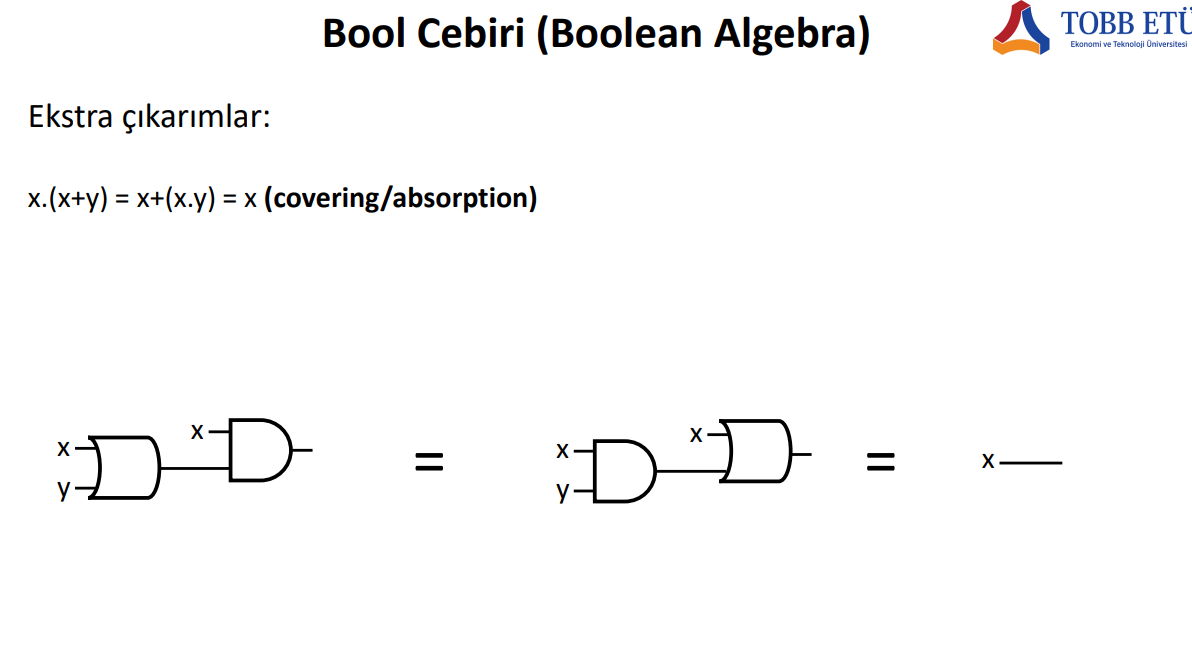 Bool Cebiri (Boolean Algebra)
TOBB ETÜ
Ekonomi ve Teknoloji Üniversitesi
Ekstra çıkarımlar:
x.(x+y) = x+(x.y) = x (covering/absorption)
x
y
x
=
x
y
x
=
x